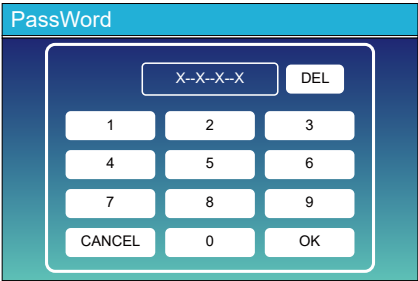 PassWord
X--X--X--X DEL
1 2 3
4 5 6
7 8 9
CANCEL 0 OK